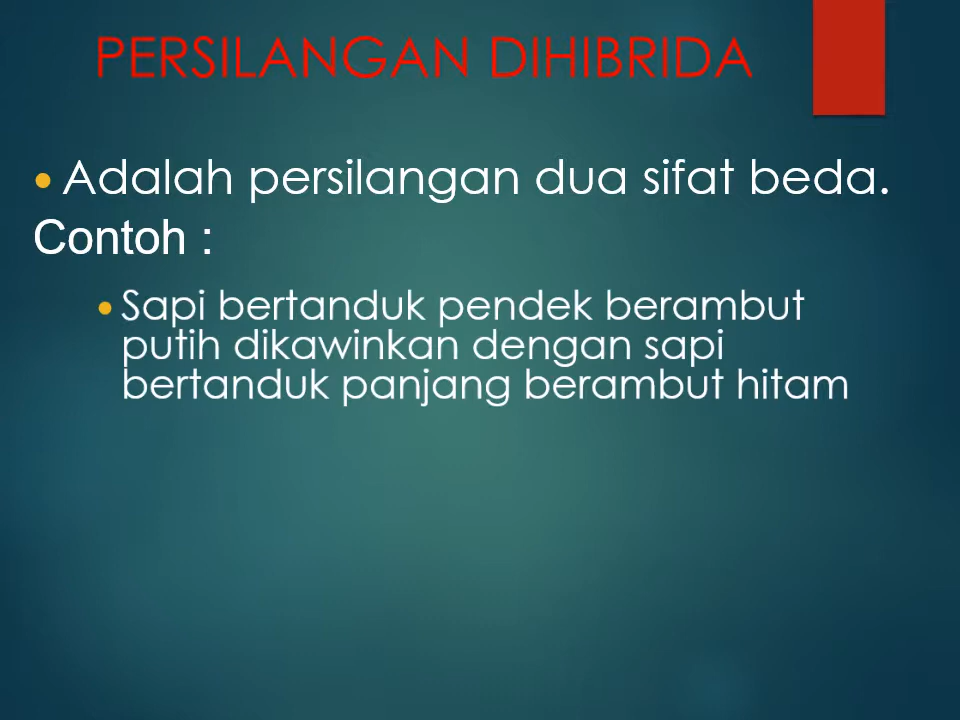 PERSILANGAN DIHIBRIDA
• Adalah persilangan dua sifat beda.
Contoh :
• Sapi bertanduk pendek berambut
putih dikawinkan dengan sapi
bertanduk panjang berambut hitam